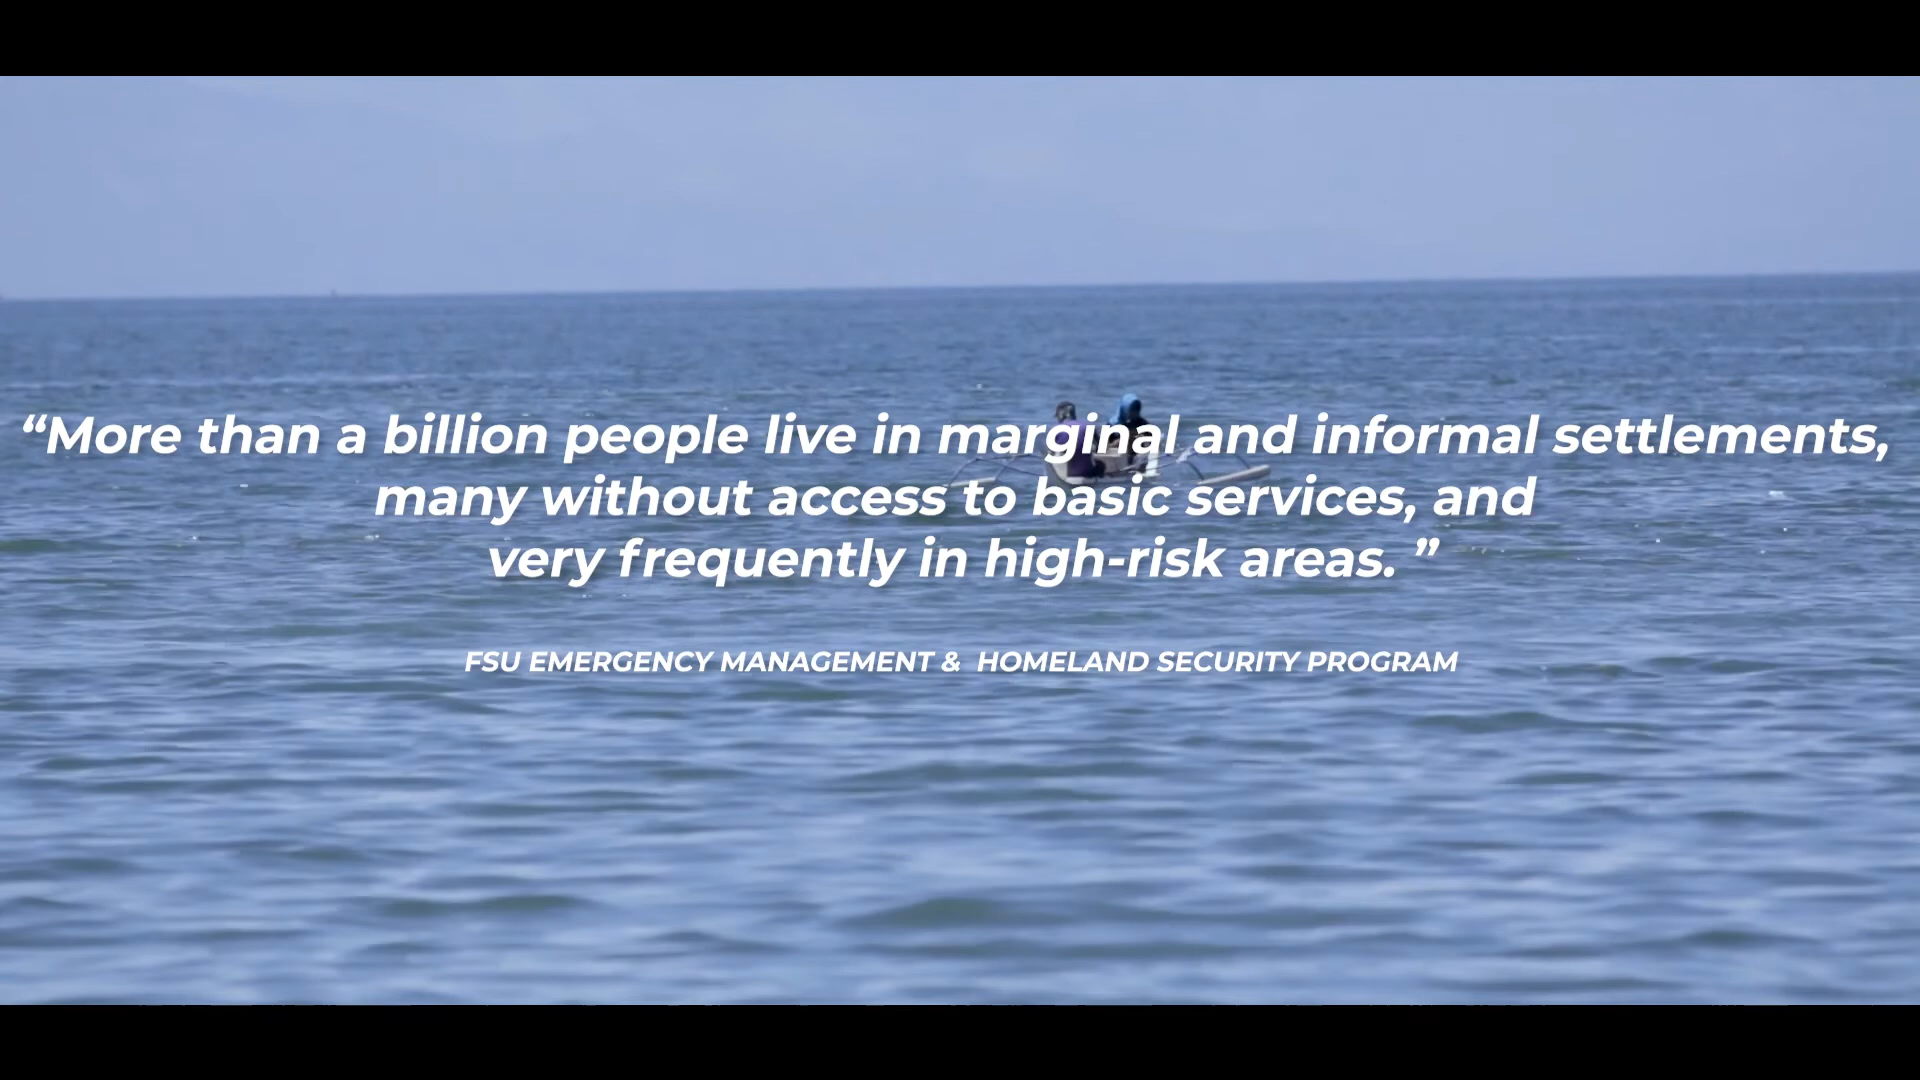 “More than a billion people live in marginal and informal settlements,
many without access to basic services, and
very frequently in high-risk areas. ”
FSU EMERGENCY MANAGEMENT &  HOMELAND SECURITY PROGRAM